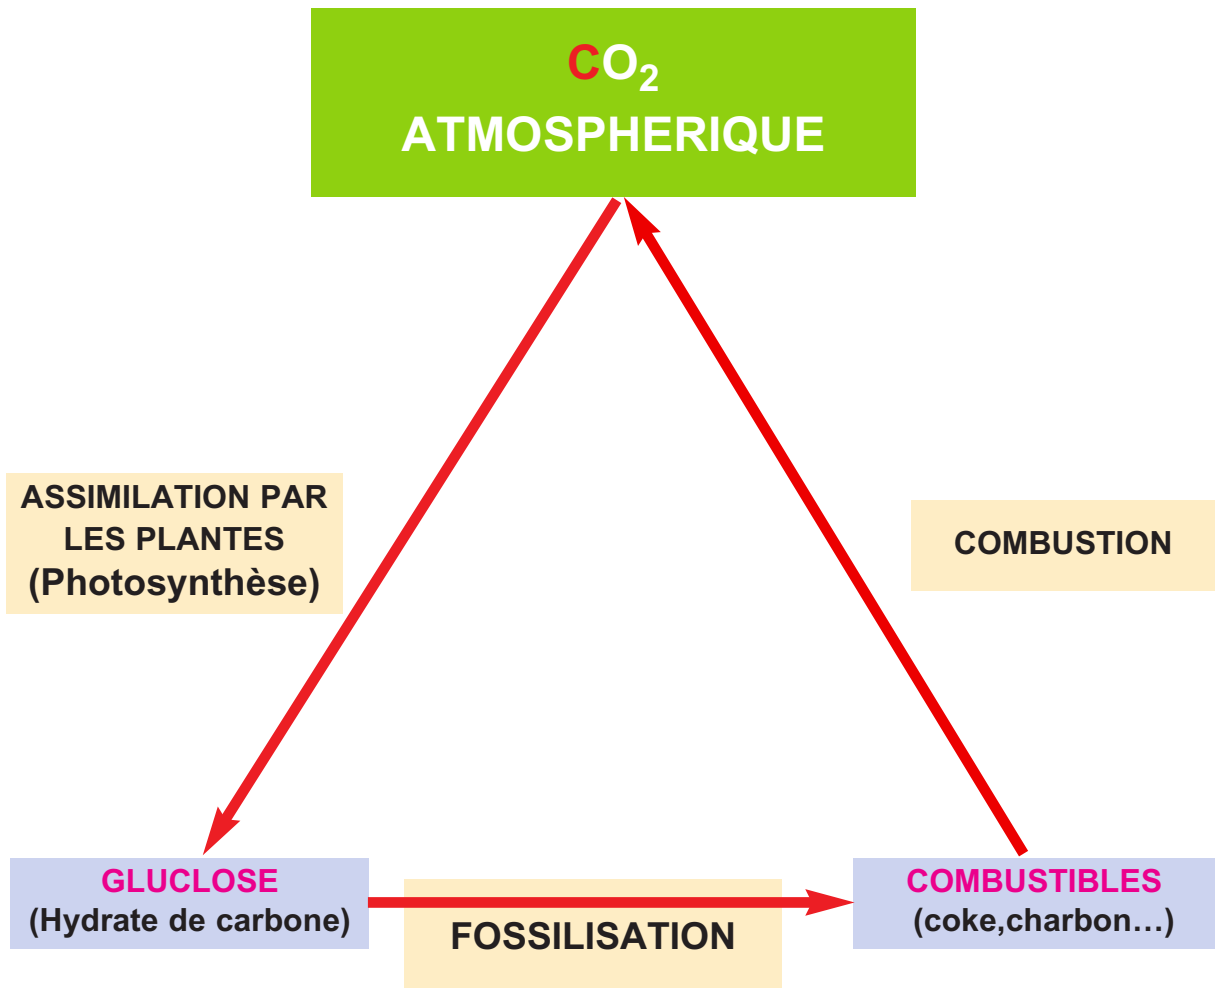 CO₂
ATMOSPHERIQUE
ASSIMILATION PAR
LES PLANTES
(Photosynthèse)
COMBUSTION
GLUCLOSE
(Hydrate de carbone)
FOSSILISATION
COMBUSTIBLES
(coke,charbon...)